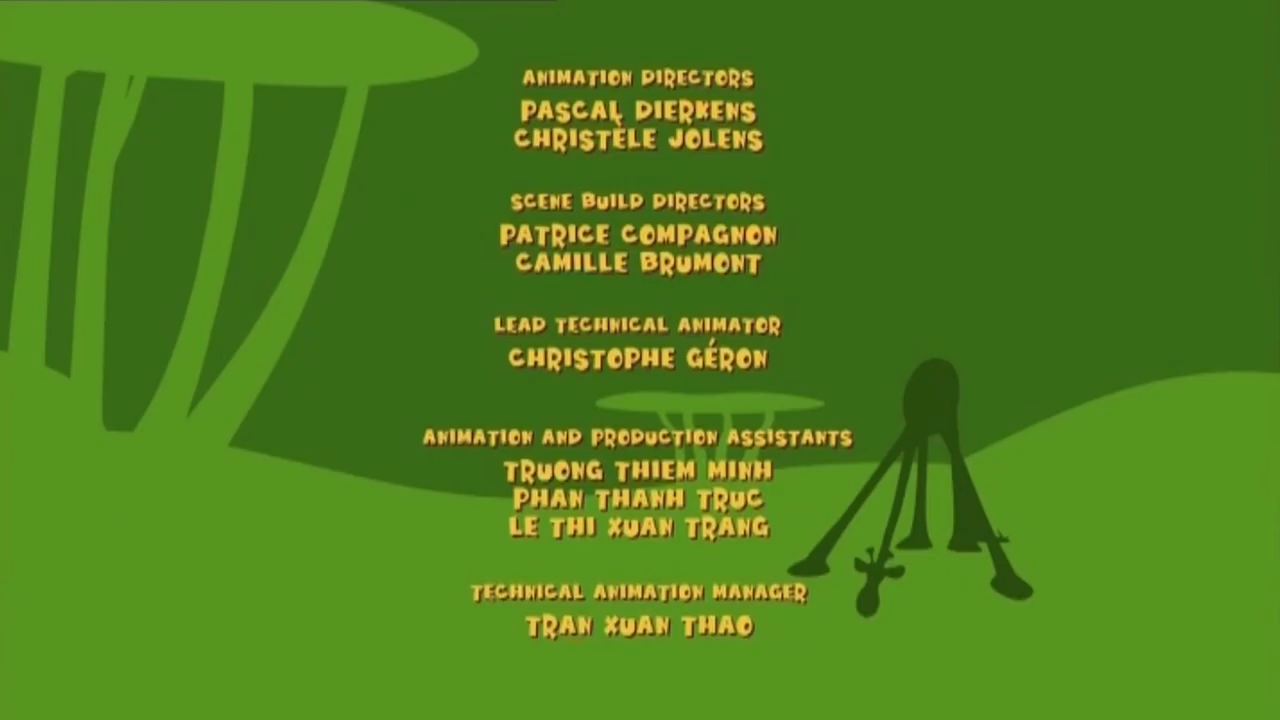 ANIMATION DIRECTORS
PASCAL DIERKENS
CHRISTÈLE JOLENS
SCENE BUILD DIRECTORS
PATRICE COMPAGNON
CAMILLE BRUMONT
LEAD TECHNICAL ANIMATOR
CHRISTOPHE GÉRON
ANIMATION AND PRODUCTION ASSISTANTS
TRUONG THIEM MINH
PHAN THANH TRUC
LE THI XUAN TRANG
TECHNICAL ANIMATION MANAGER
TRAN XUAN THAO